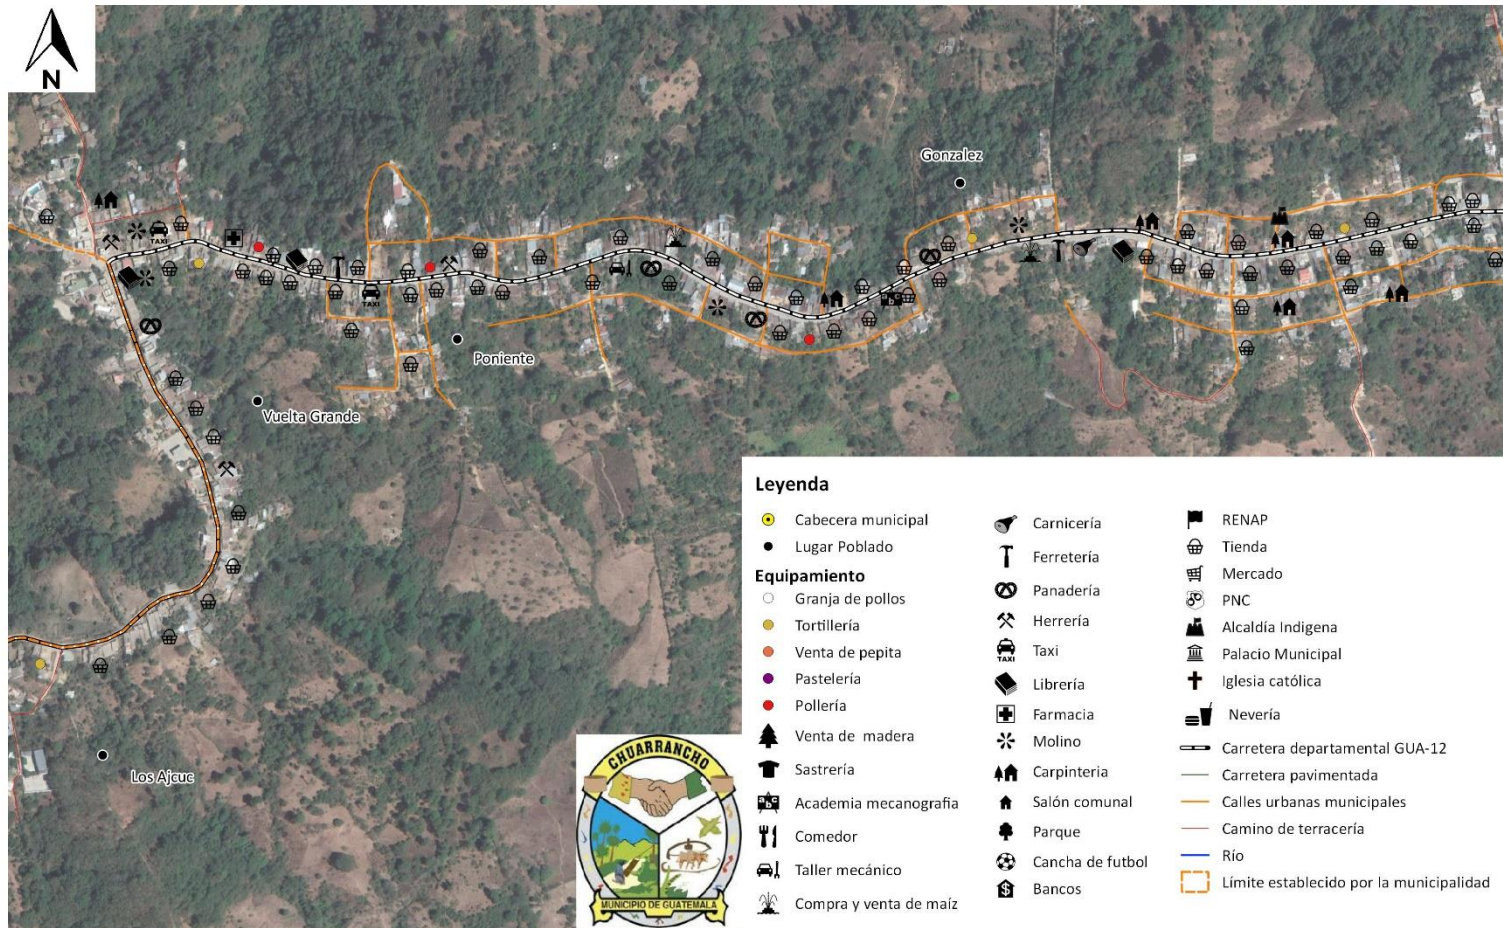 N
Gonzalez
TAXI
TAXI
Poniente
Vuelta Grande
Los Ajcuc
Leyenda
Cabecera municipal
Lugar Poblado
Equipamiento
Granja de pollos
Tortillería
Venta de pepita
Pastelería
Pollería
Venta de madera
Sastrería
Academia mecanografia
Comedor
Taller mecánico
Compra y venta de maíz
Carnicería
Ferretería
Panadería
Herrería
TAXI
Taxi
Librería
Farmacia
Molino
Carpinteria
Salón comunal
Parque
Cancha de futbol
Bancos
RENAP
Tienda
Mercado
PNC
Alcaldía Indigena
Palacio Municipal
Iglesia católica
Nevería
Carretera departamental GUA-12
Carretera pavimentada
Calles urbanas municipales
Camino de terracería
Río
Límite establecido por la municipalidad
CHUARRANCHO
MUNICIPIO DE GUATEMALA